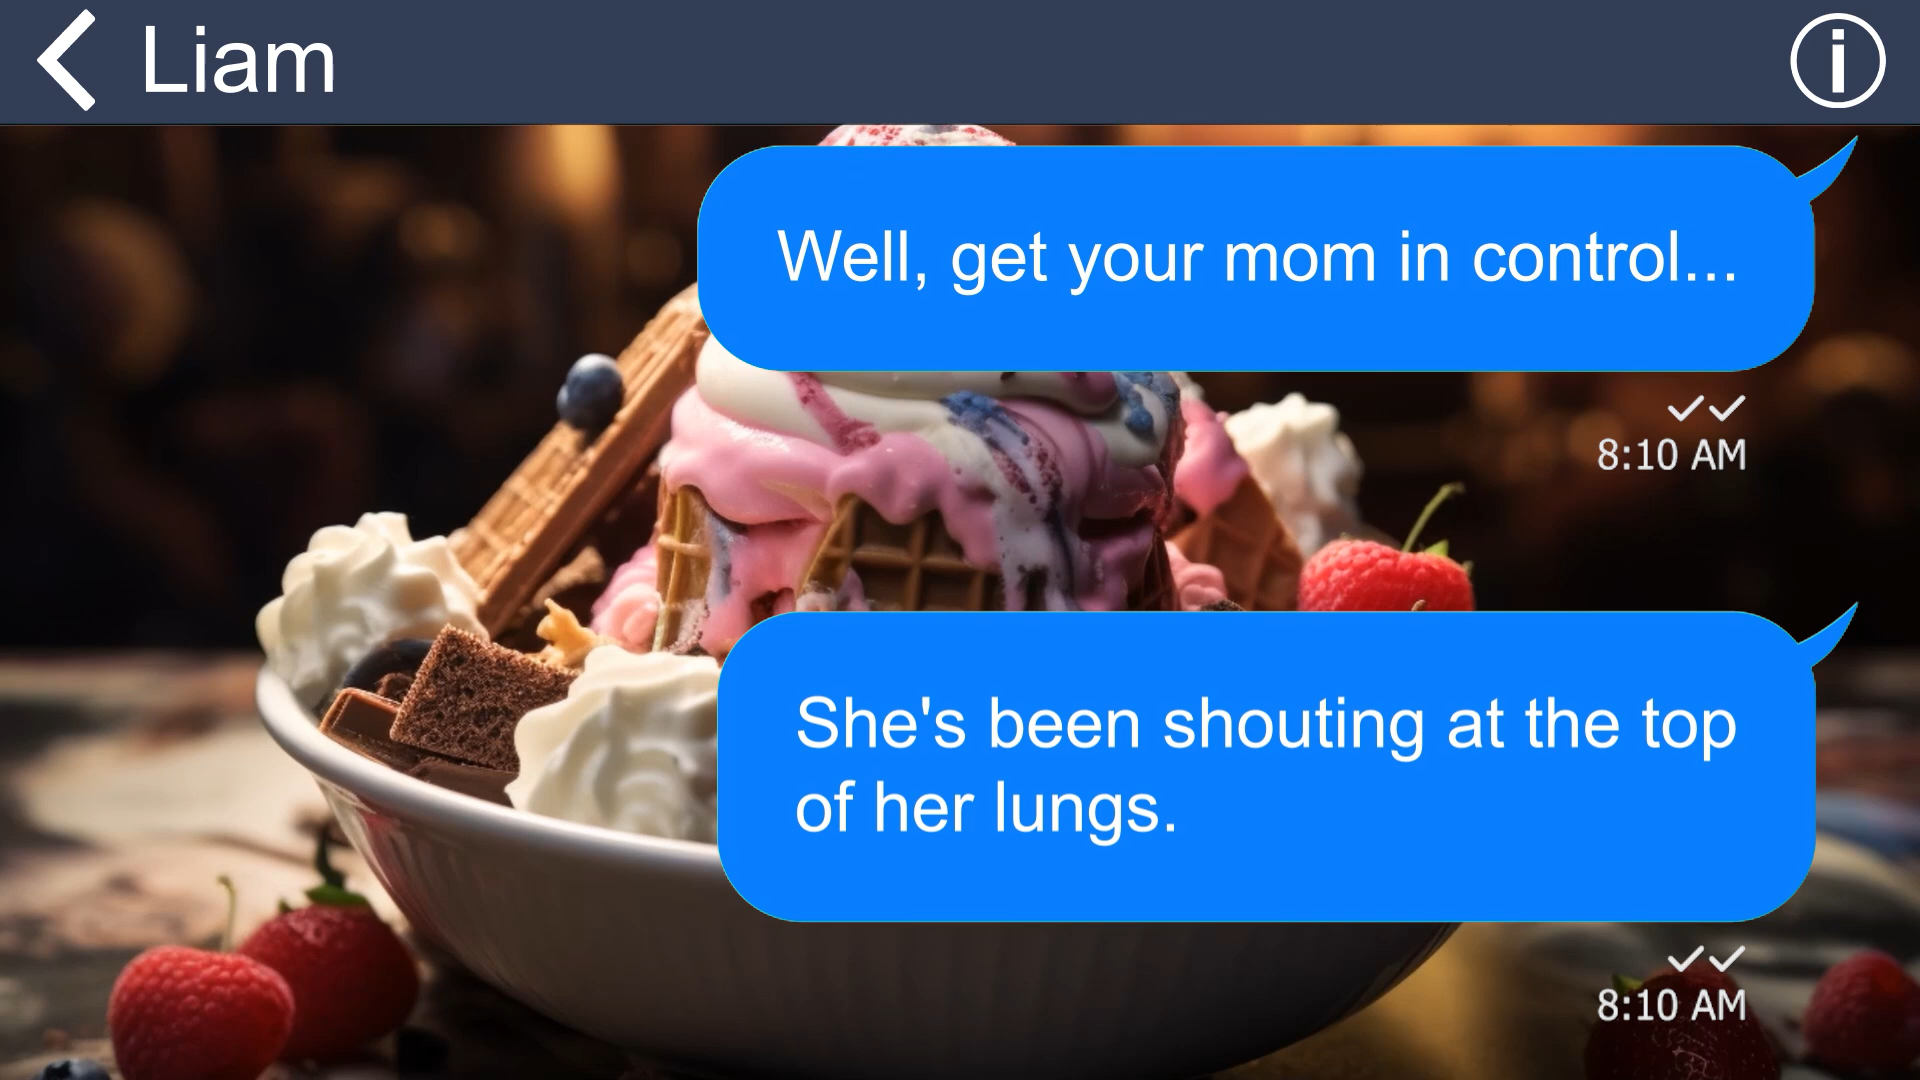 Liam
Well, get your mom in control...
8:10 AM
She's been shouting at the top
of her lungs.
8:10 AM